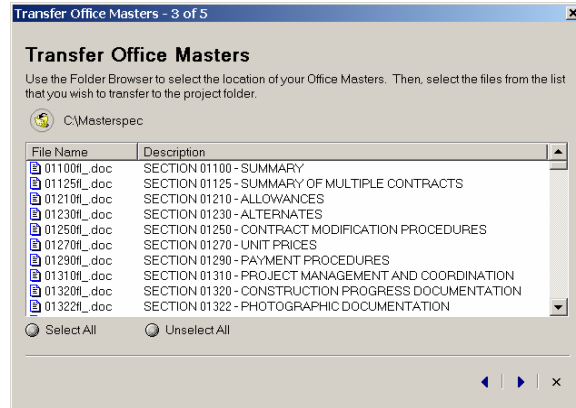 Transfer Office Masters - 3 of 5
Transfer Office Masters
Use the Folder Browser to select the location of your Office Masters. Then, select the files from the list
that you wish to transfer to the project folder.
C:\Masterspec
File Name Description
01100fl_.doc SECTION 01100 - SUMMARY
01125fl_.doc SECTION 01125 - SUMMARY OF MULTIPLE CONTRACTS
01210fl_.doc SECTION 01210 - ALLOWANCES
01230fl_.doc SECTION 01230 - ALTERNATES
01250fl_.doc SECTION 01250 - CONTRACT MODIFICATION PROCEDURES
01270fl_.doc SECTION 01270 - UNIT PRICES
01290fl_.doc SECTION 01290 - PAYMENT PROCEDURES
01310fl_.doc SECTION 01310 - PROJECT MANAGEMENT AND COORDINATION
01320fl_.doc SECTION 01320 - CONSTRUCTION PROGRESS DOCUMENTATION
01322fl_.doc SECTION 01322 - PHOTOGRAPHIC DOCUMENTATION
Select All Unselect All